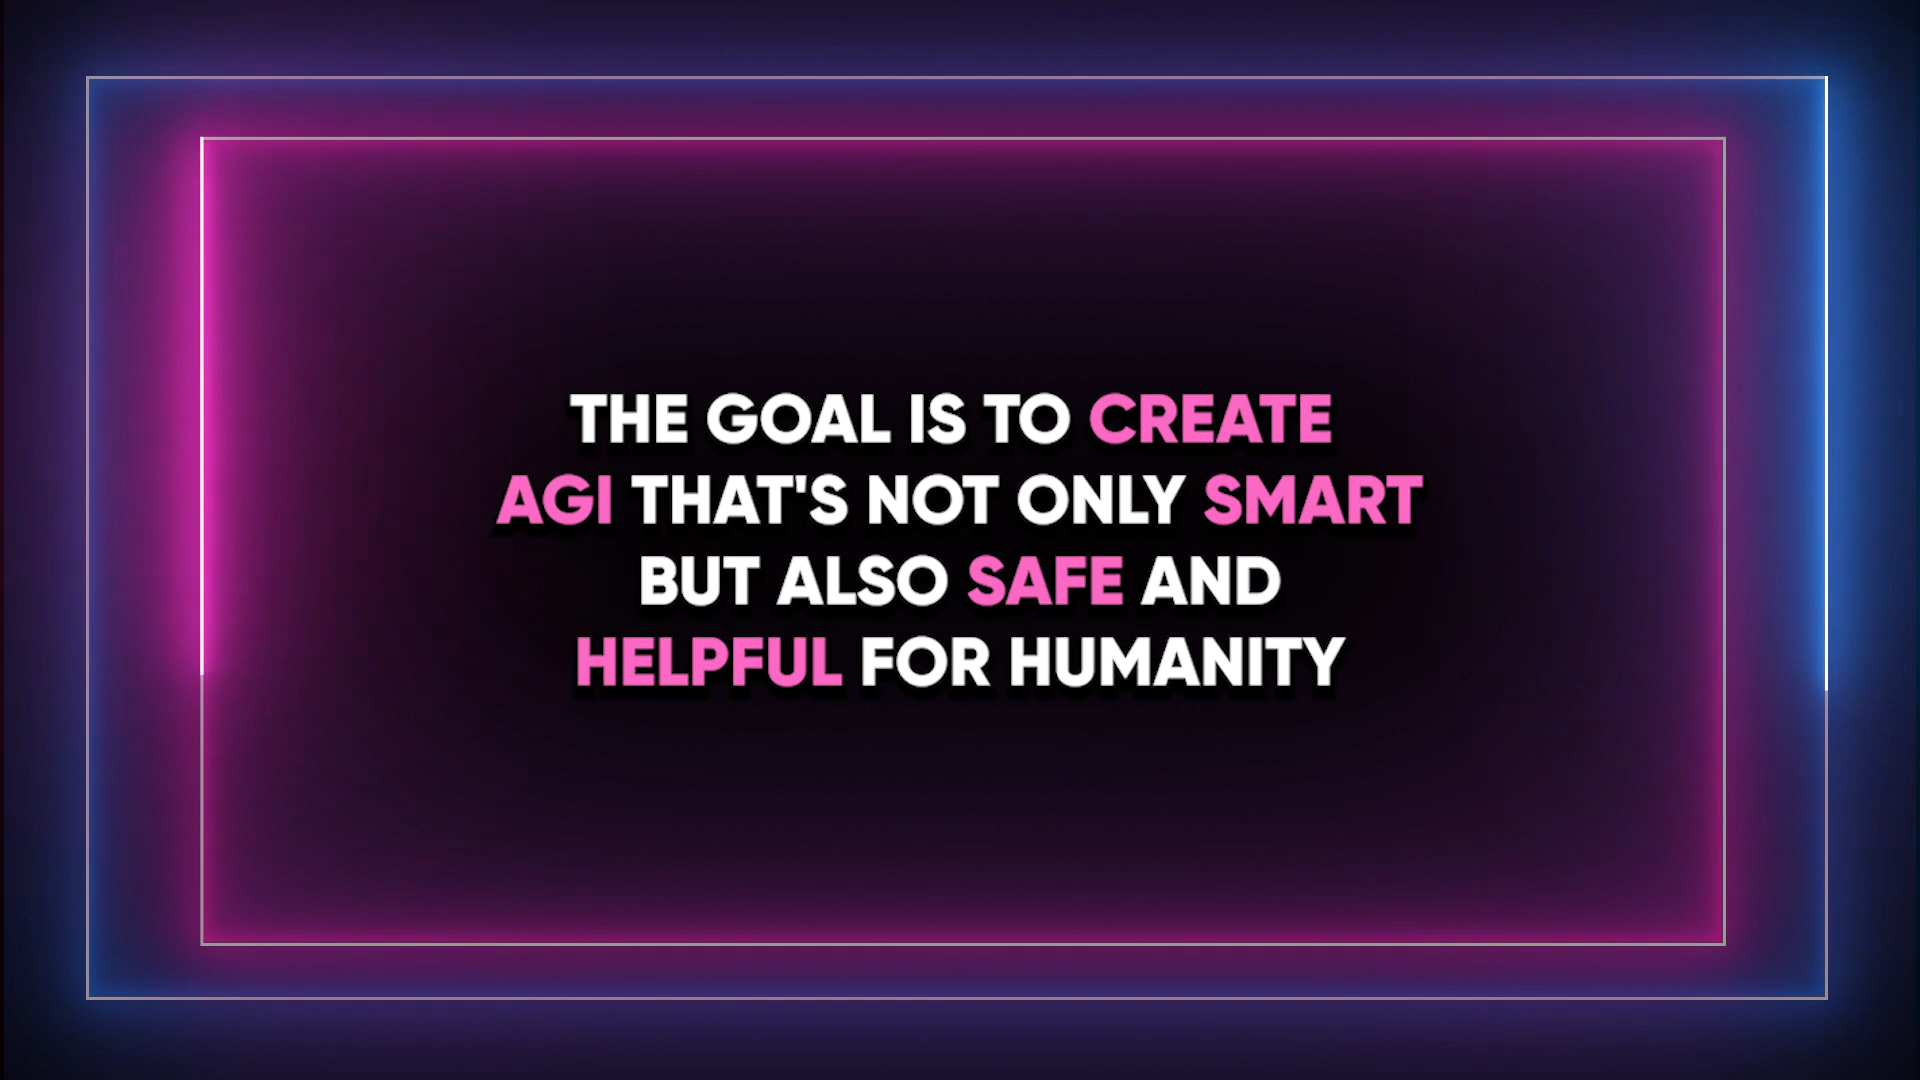 THE GOAL IS TO CREATE
AGI THAT'S NOT ONLY SMART
BUT ALSO SAFE AND
HELPFUL FOR HUMANITY